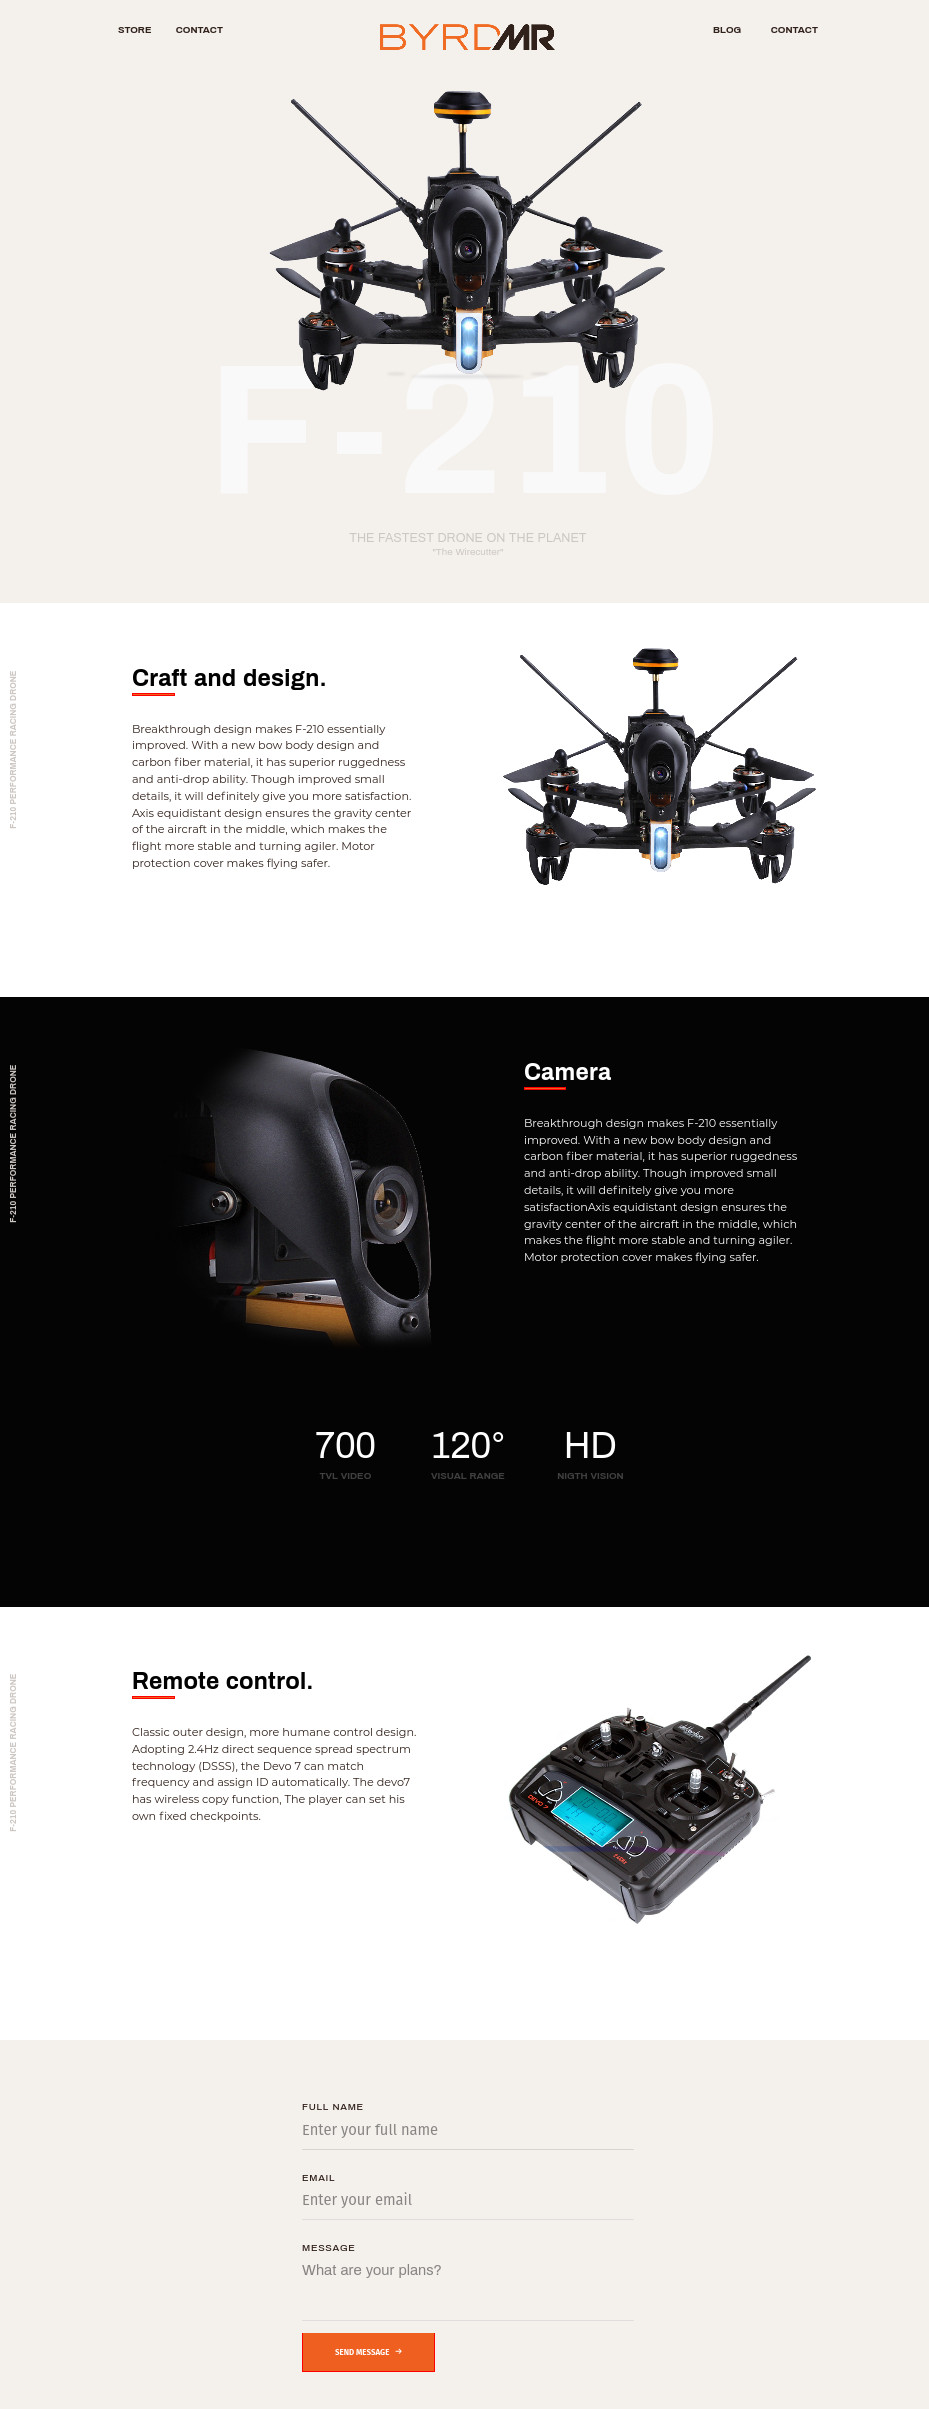 STORE CONTACT BYRDMR BLOG CONTACT
F-210
THE FASTEST DRONE ON THE PLANET
"The Wirecutter"
F-210 PERFORMANCE RACING DRONE
Craft and design.
Breakthrough design makes F-210 essentially
improved. With a new bow body design and
carbon fiber material, it has superior ruggedness
and anti-drop ability. Though improved small
details, it will definitely give you more satisfaction.
Axis equidistant design ensures the gravity center
of the aircraft in the middle, which makes the
flight more stable and turning agiler. Motor
protection cover makes flying safer.
F-210 PERFORMANCE RACING DRONE
Camera
Breakthrough design makes F-210 essentially
improved. With a new bow body design and
carbon fiber material, it has superior ruggedness
and anti-drop ability. Though improved small
details, it will definitely give you more
satisfactionAxis equidistant design ensures the
gravity center of the aircraft in the middle, which
makes the flight more stable and turning agiler.
Motor protection cover makes flying safer.
700 120° HD
TVL VIDEO VISUAL RANGE NIGTH VISION
F-210 PERFORMANCE RACING DRONE
Remote control.
Classic outer design, more humane control design.
Adopting 2.4Hz direct sequence spread spectrum
technology (DSSS), the Devo 7 can match
frequency and assign ID automatically. The devo7
has wireless copy function, The player can set his
own fixed checkpoints.
DEVO 7
FULL NAME
Enter your full name
EMAIL
Enter your email
MESSAGE
What are your plans?
SEND MESSAGE →